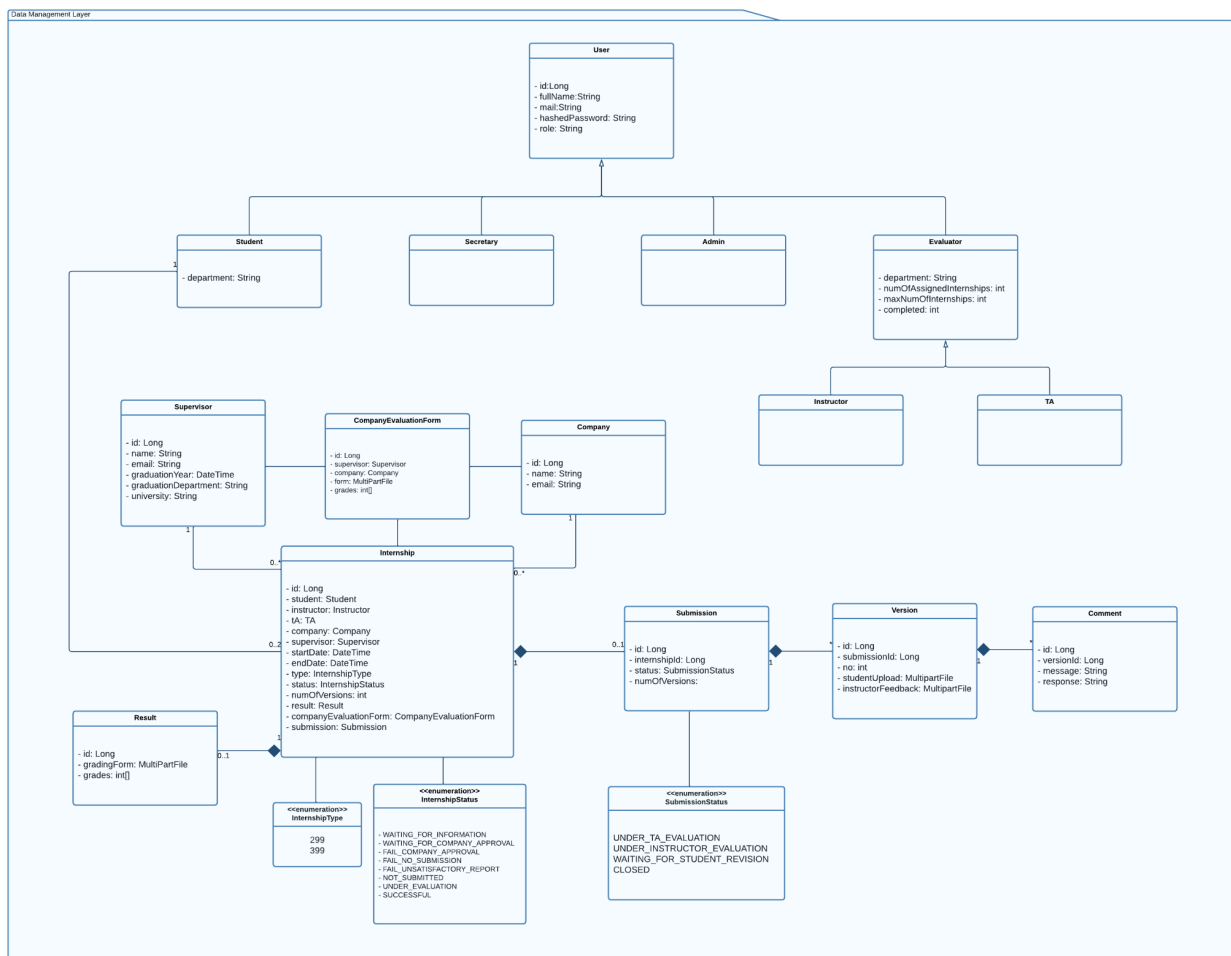 Data Management Layer
User
- id:Long
- fullName:String
- mail:String
- hashedPassword: String
- role: String
Student
1
- department: String
Secretary
Admin
Evaluator
- department: String
- numOfAssignedInternships: int
- maxNumOfInternships: int
- completed: int
Instructor
TA
Supervisor
- id: Long
- name: String
- email: String
- graduationYear: DateTime
- graduationDepartment: String
- university: String
1
0..*
CompanyEvaluationForm
- id: Long
- supervisor: Supervisor
- company: Company
- form: MultiPartFile
- grades: int[]
Company
- id: Long
- name: String
- email: String
1
0..*
Internship
- id: Long
- student: Student
- instructor: Instructor
- tA: TA
- company: Company
- supervisor: Supervisor
- startDate: DateTime
- endDate: DateTime
- type: InternshipType
- status: InternshipStatus
- numOfVersions: int
- result: Result
- companyEvaluationForm: CompanyEvaluationForm
- submission: Submission
0..2
1
0..1
1
Submission
- id: Long
- internshipId: Long
- status: SubmissionStatus
- numOfVersions:
1
*
Version
- id: Long
- submissionId: Long
- no: int
- studentUpload: MultipartFile
- instructorFeedback: MultipartFile
1
*
Comment
- id: Long
- versionId: Long
- message: String
- response: String
Result
- id: Long
- gradingForm: MultiPartFile
- grades: int[]
0..1
<<enumeration>>
InternshipType
299
399
<<enumeration>>
InternshipStatus
- WAITING_FOR_INFORMATION
- WAITING_FOR_COMPANY_APPROVAL
- FAIL_COMPANY_APPROVAL
- FAIL_NO_SUBMISSION
- FAIL_UNSATISFACTORY_REPORT
- NOT_SUBMITTED
- UNDER_EVALUATION
- SUCCESSFUL
<<enumeration>>
SubmissionStatus
UNDER_TA_EVALUATION
UNDER_INSTRUCTOR_EVALUATION
WAITING_FOR_STUDENT_REVISION
CLOSED